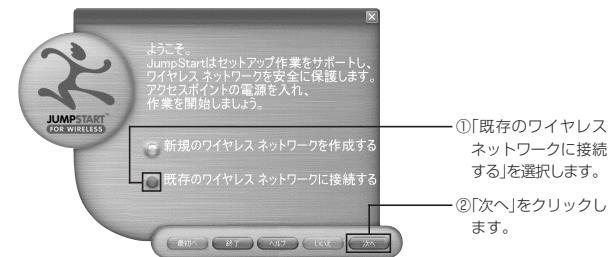 ようこそ。
JumpStartはセットアップ作業をサポートし、
ワイヤレス ネットワークを安全に保護します。
アクセスポイントの電源を入れ、
作業を開始しましょう。
JUMPSTART™
FOR WIRELESS
新規のワイヤレス ネットワークを作成する
既存のワイヤレス ネットワークに接続する
最初へ 終了 ヘルプ いいえ 次へ
①「既存のワイヤレス
ネットワークに接続
する」を選択します。
②「次へ」をクリックし
ます。